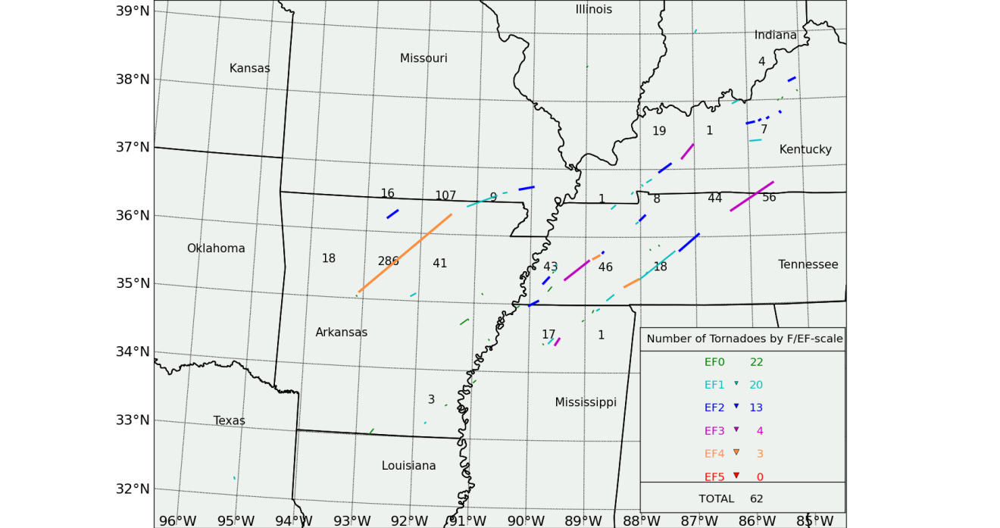 39°N
Illinois
Indiana
Missouri
4
Kansas
38°N
19 1 7
37°N
Kentucky
16 107 9 1 8 44 56
36°N
Oklahoma
18 286 41 43 46 18
Tennessee
35°N
Arkansas
17 1
Number of Tornadoes by F/EF-scale
34°N
EF0 22
EF1 20
3
Mississippi
EF2 13
33°N
Texas
EF3 4
EF4 3
Louisiana
EF5 0
32°N
TOTAL 62
96°W 95°W 94°W 93°W 92°W 91°W 90°W 89°W 88°W 87°W 86°W 85°W